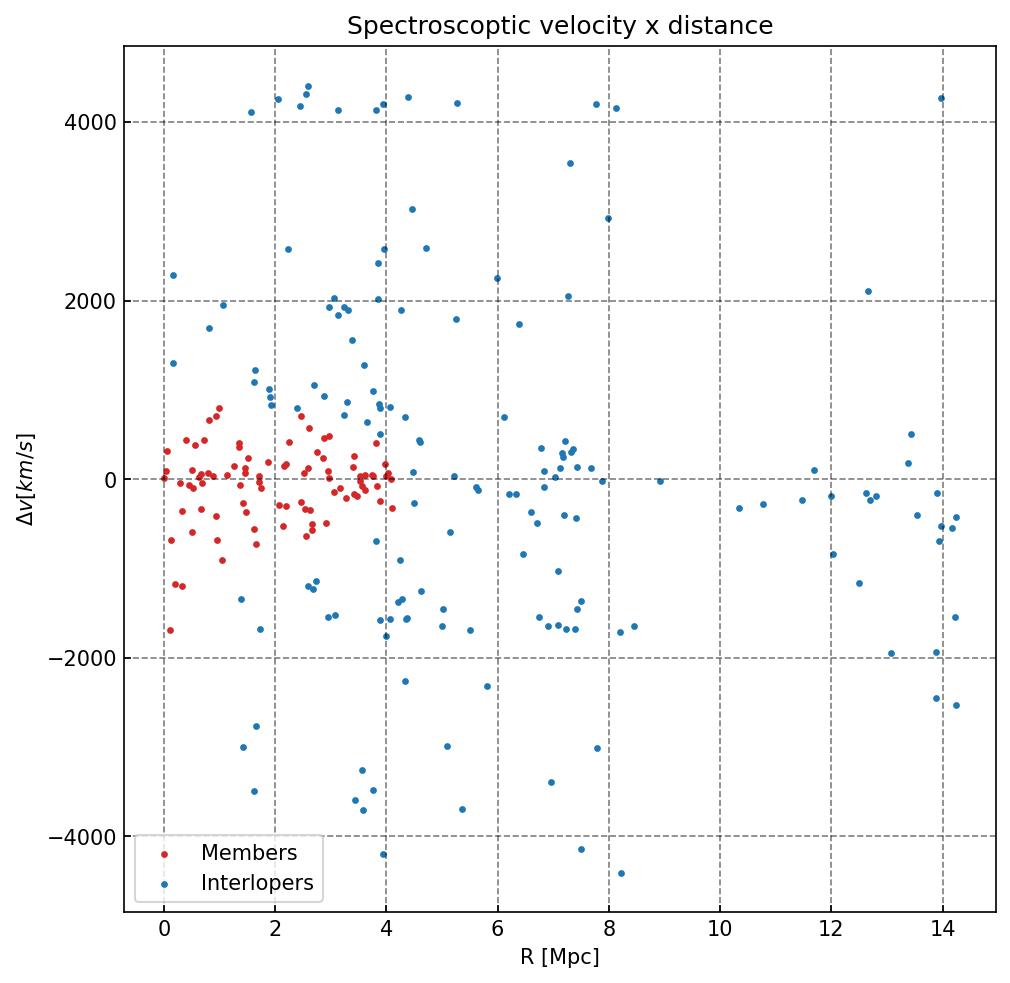 Spectroscoptic velocity x distance
Δv[km/s]
4000
2000
0
−2000
−4000
Members
Interlopers
0 2 4 6 8 10 12 14
R [Mpc]